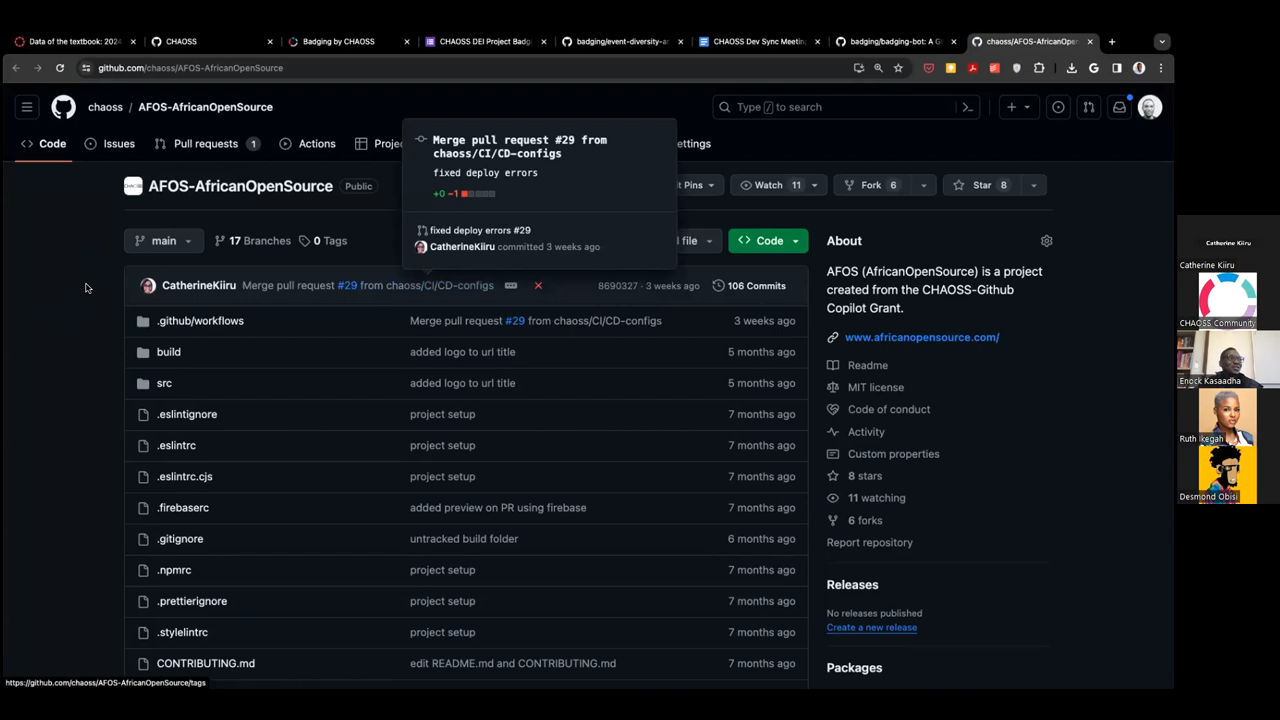 Data of the textbook: 2024
CHAOSS
Badging by CHAOSS
CHAOSS DEI Project Badg
badging/event-diversity-an
CHAOSS Dev Sync Meetin
badging/badging-bot: A G
chaoss/AFOS-AfricanOpenS
github.com/chaoss/AFOS-AfricanOpenSource
chaoss / AFOS-AfricanOpenSource
Type / to search
Code
Issues
Pull requests 1
Actions
Proje
ettings
Merge pull request #29 from
chaoss/CI/CD-configs
fixed deploy errors
+0 −1
fixed deploy errors #29
CatherineKiiru committed 3 weeks ago
CHAOSS
AFOS-AfricanOpenSource
Public
it Pins
Watch 11
Fork 6
Star 8
main
17 Branches
0 Tags
l file
Code
CatherineKiiru Merge pull request #29 from chaoss/CI/CD-configs
8690327 · 3 weeks ago
106 Commits
.github/workflows Merge pull request #29 from chaoss/CI/CD-configs 3 weeks ago
build added logo to url title 5 months ago
src added logo to url title 5 months ago
.eslintignore project setup 7 months ago
.eslintrc project setup 7 months ago
.eslintrc.cjs project setup 7 months ago
.firebaserc added preview on PR using firebase 7 months ago
.gitignore untracked build folder 6 months ago
.npmrc project setup 7 months ago
.prettierignore project setup 7 months ago
.stylelintrc project setup 7 months ago
CONTRIBUTING.md edit README.md and CONTRIBUTING.md 7 months ago
https://github.com/chaoss/AFOS-AfricanOpenSource/tags
About
AFOS (AfricanOpenSource) is a project
created from the CHAOSS-Github
Copilot Grant.
www.africanopensource.com/
Readme
MIT license
Code of conduct
Activity
Custom properties
8 stars
11 watching
6 forks
Report repository
Releases
No releases published
Create a new release
Packages
Catherine Kiiru
Catherine Kiiru
CHAOSS Community
Enock Kasaadha
Ruth Ikegah
Desmond Obisi